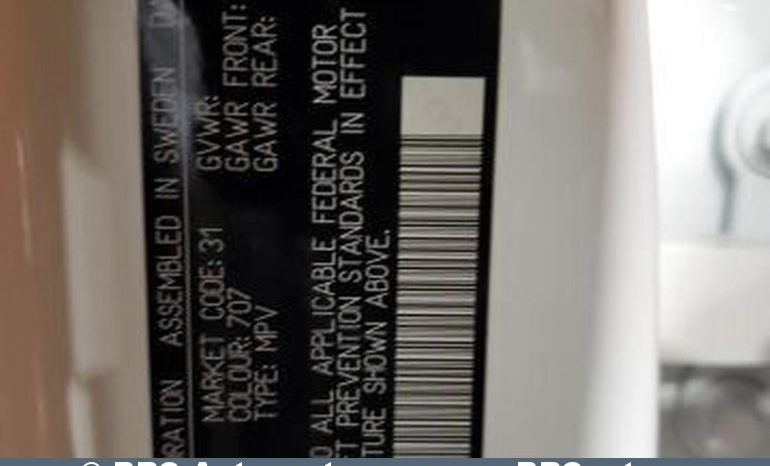 RATION ASSEMBLED IN SWEDEN
MARKET CODE: 31 GVWR:
COLOUR: 707 GAWR FRONT:
TYPE: MPV GAWR REAR:
O ALL APPLICABLE FEDERAL MOTOR
FT PREVENTION STANDARDS IN EFFECT
TURE SHOWN ABOVE.